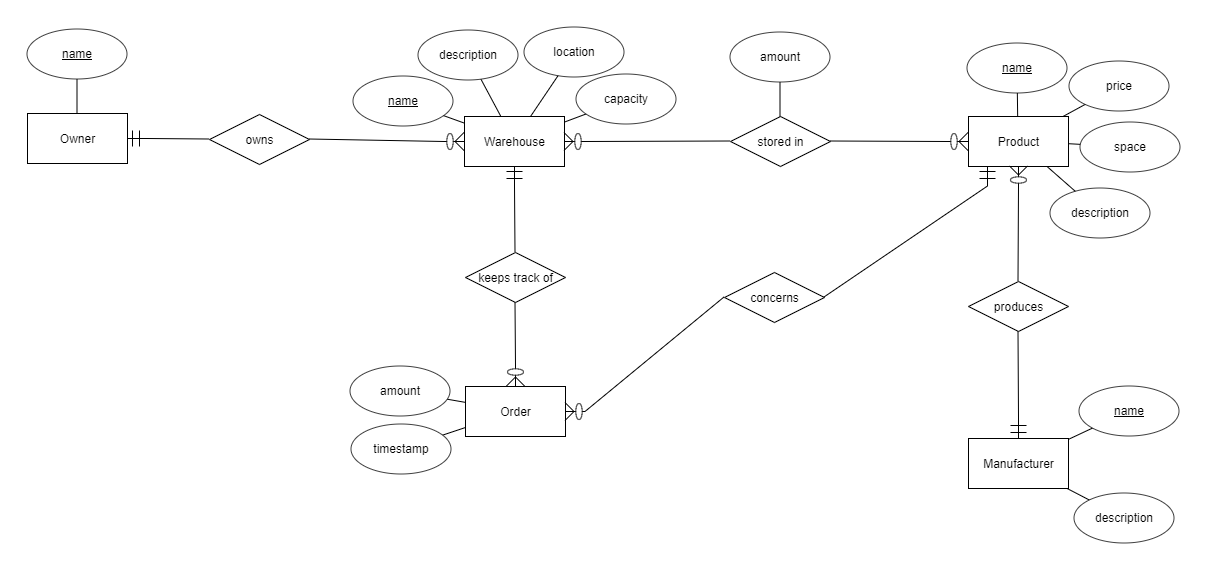 name
Owner
owns
description
location
name
capacity
Warehouse
amount
stored in
name
price
Product
space
description
keeps track of
concerns
produces
amount
Order
timestamp
name
Manufacturer
description